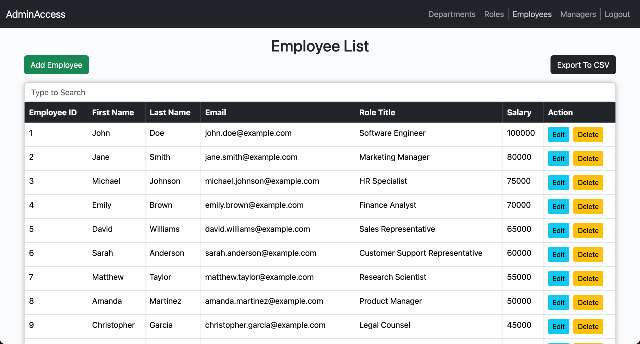 AdminAccess Departments Roles Employees Managers Logout
Employee List
Add Employee Export To CSV
Type to Search
Employee ID First Name Last Name Email Role Title Salary Action
1 John Doe john.doe@example.com Software Engineer 100000 Edit Delete
2 Jane Smith jane.smith@example.com Marketing Manager 80000 Edit Delete
3 Michael Johnson michael.johnson@example.com HR Specialist 75000 Edit Delete
4 Emily Brown emily.brown@example.com Finance Analyst 70000 Edit Delete
5 David Williams david.williams@example.com Sales Representative 65000 Edit Delete
6 Sarah Anderson sarah.anderson@example.com Customer Support Representative 60000 Edit Delete
7 Matthew Taylor matthew.taylor@example.com Research Scientist 55000 Edit Delete
8 Amanda Martinez amanda.martinez@example.com Product Manager 50000 Edit Delete
9 Christopher Garcia christopher.garcia@example.com Legal Counsel 45000 Edit Delete